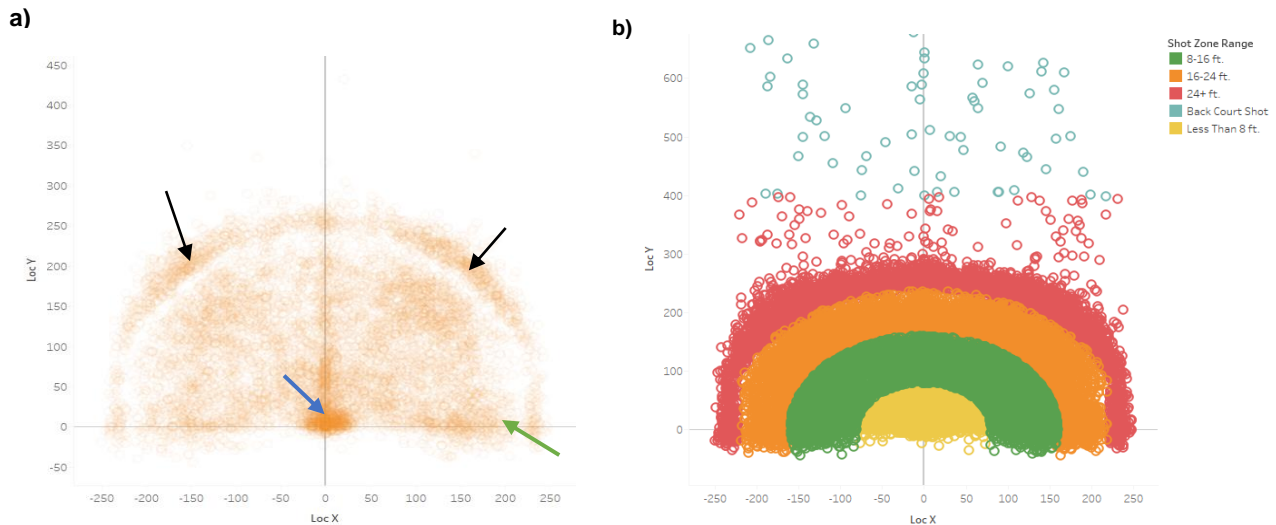 a)
450
400
350
300
250
200
150
100
50
0
-50
Loc Y
-250 -200 -150 -100 -50 0 50 100 150 200 250
Loc X
b)
600
500
400
300
200
100
0
Loc Y
-250 -200 -150 -100 -50 0 50 100 150 200 250
Loc X
Shot Zone Range
8-16 ft.
16-24 ft.
24+ ft.
Back Court Shot
Less Than 8 ft.